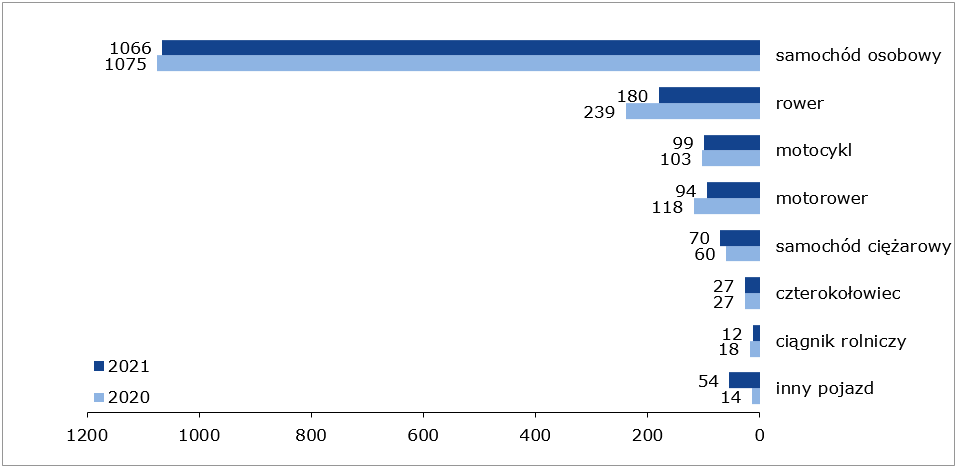 1066
1075
samochód osobowy
180
239
rower
99
103
motocykl
94
118
motorower
70
60
samochód ciężarowy
27
27
czterokołowiec
12
18
ciągnik rolniczy
54
14
inny pojazd
2021
2020
1200 1000 800 600 400 200 0